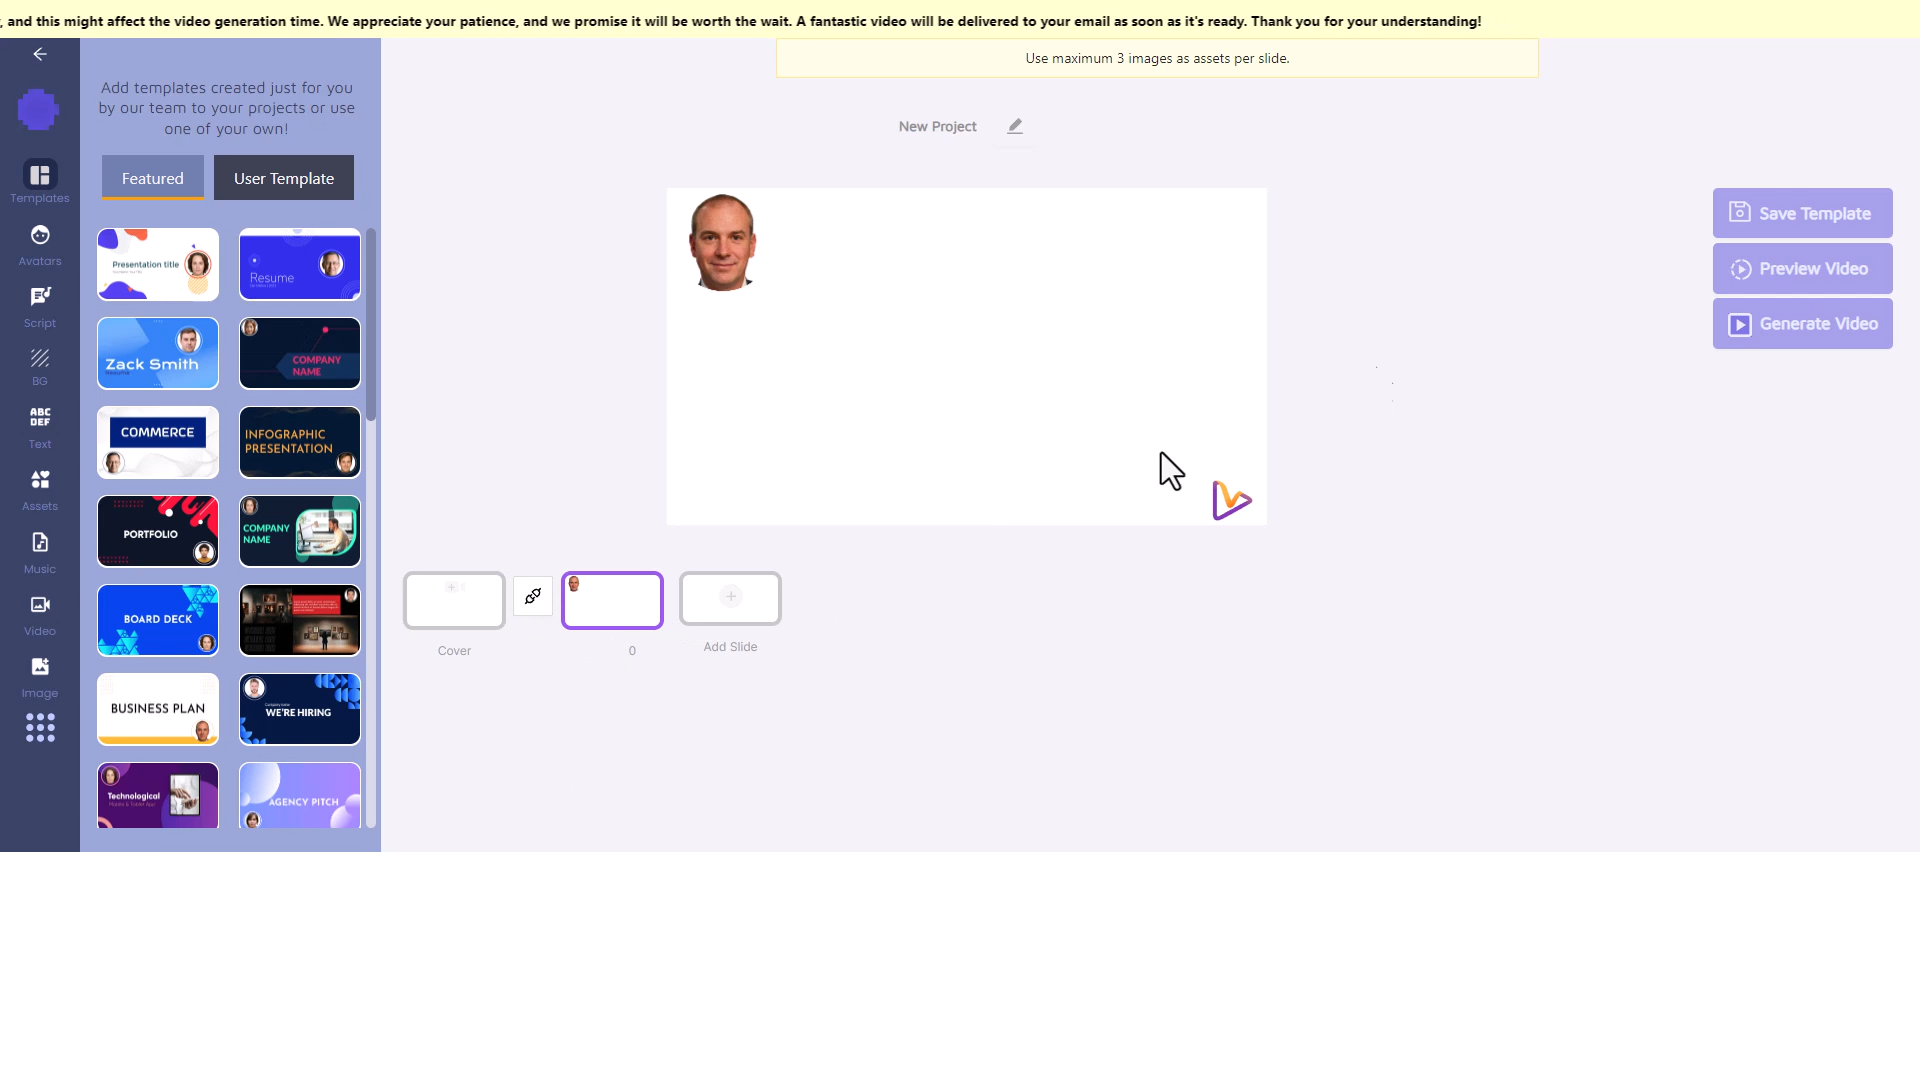 , and this might affect the video generation time. We appreciate your patience, and we promise it will be worth the wait. A fantastic video will be delivered to your email as soon as it's ready. Thank you for your understanding!
Use maximum 3 images as assets per slide.
Add templates created just for you
by our team to your projects or use
one of your own!
Featured
User Template
Templates
Avatars
Script
BG
ABC
DEF
Text
Assets
Music
Video
Image
Presentation title
Resume
Zack Smith
Resume
COMPANY
NAME
COMMERCE
INFOGRAPHIC
PRESENTATION
PORTFOLIO
COMPANY
NAME
BOARD DECK
BUSINESS PLAN
Company name
WE'RE HIRING
Technological
Mobile & Tablet App
AGENCY PITCH
New Project
Save Template
Preview Video
Generate Video
Cover
0
Add Slide